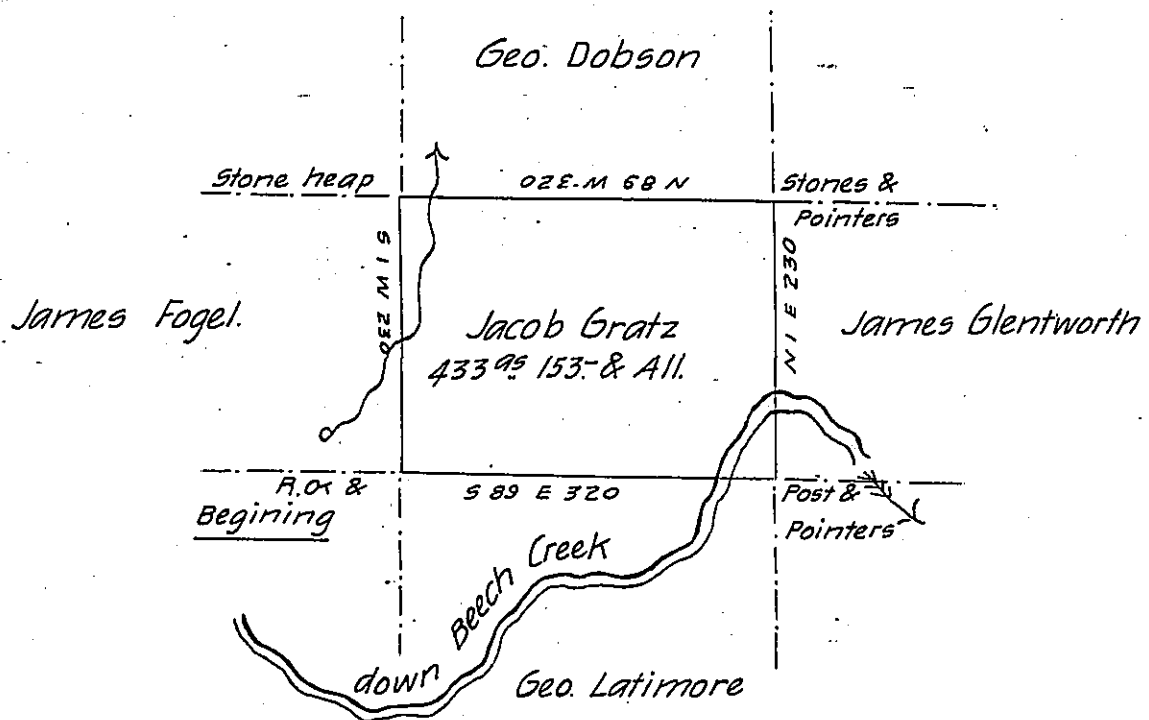 Geo. Dobson
Stone heap
N 89 W-320
Stones &
Pointers
S 1 W 230
N 1 E 230
James Fogel.
Jacob Gratz
433 as 153.- & All.
James Glentworth
R.O< &
Begining
S 89 E 320
Post &
Pointers
down Beech Creek
Geo. Latimore